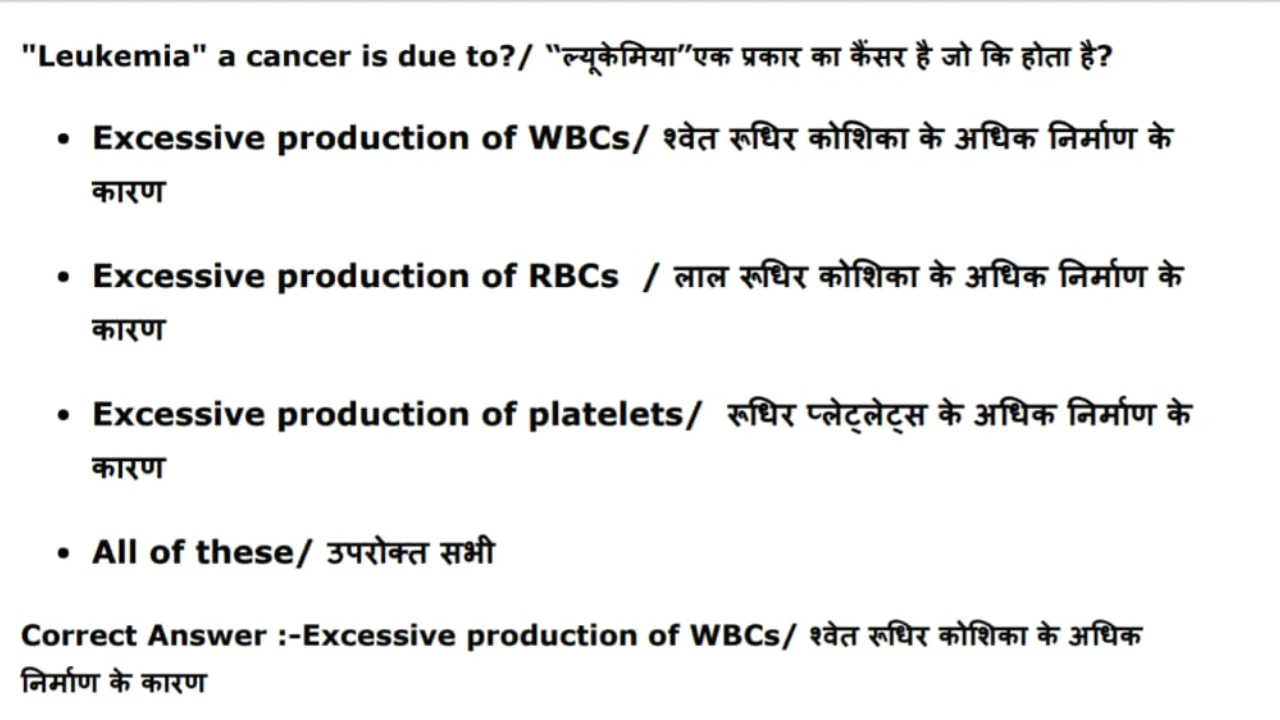 "Leukemia" a cancer is due to?/ “ल्यूकेमिया”एक प्रकार का कैंसर है जो कि होता है?
• Excessive production of WBCs/ श्वेत रूधिर कोशिका के अधिक निर्माण के
कारण
• Excessive production of RBCs / लाल रूधिर कोशिका के अधिक निर्माण के
कारण
• Excessive production of platelets/ रूधिर प्लेट्लेट्स के अधिक निर्माण के
कारण
• All of these/ उपरोक्त सभी
Correct Answer :-Excessive production of WBCs/ श्वेत रूधिर कोशिका के अधिक
निर्माण के कारण